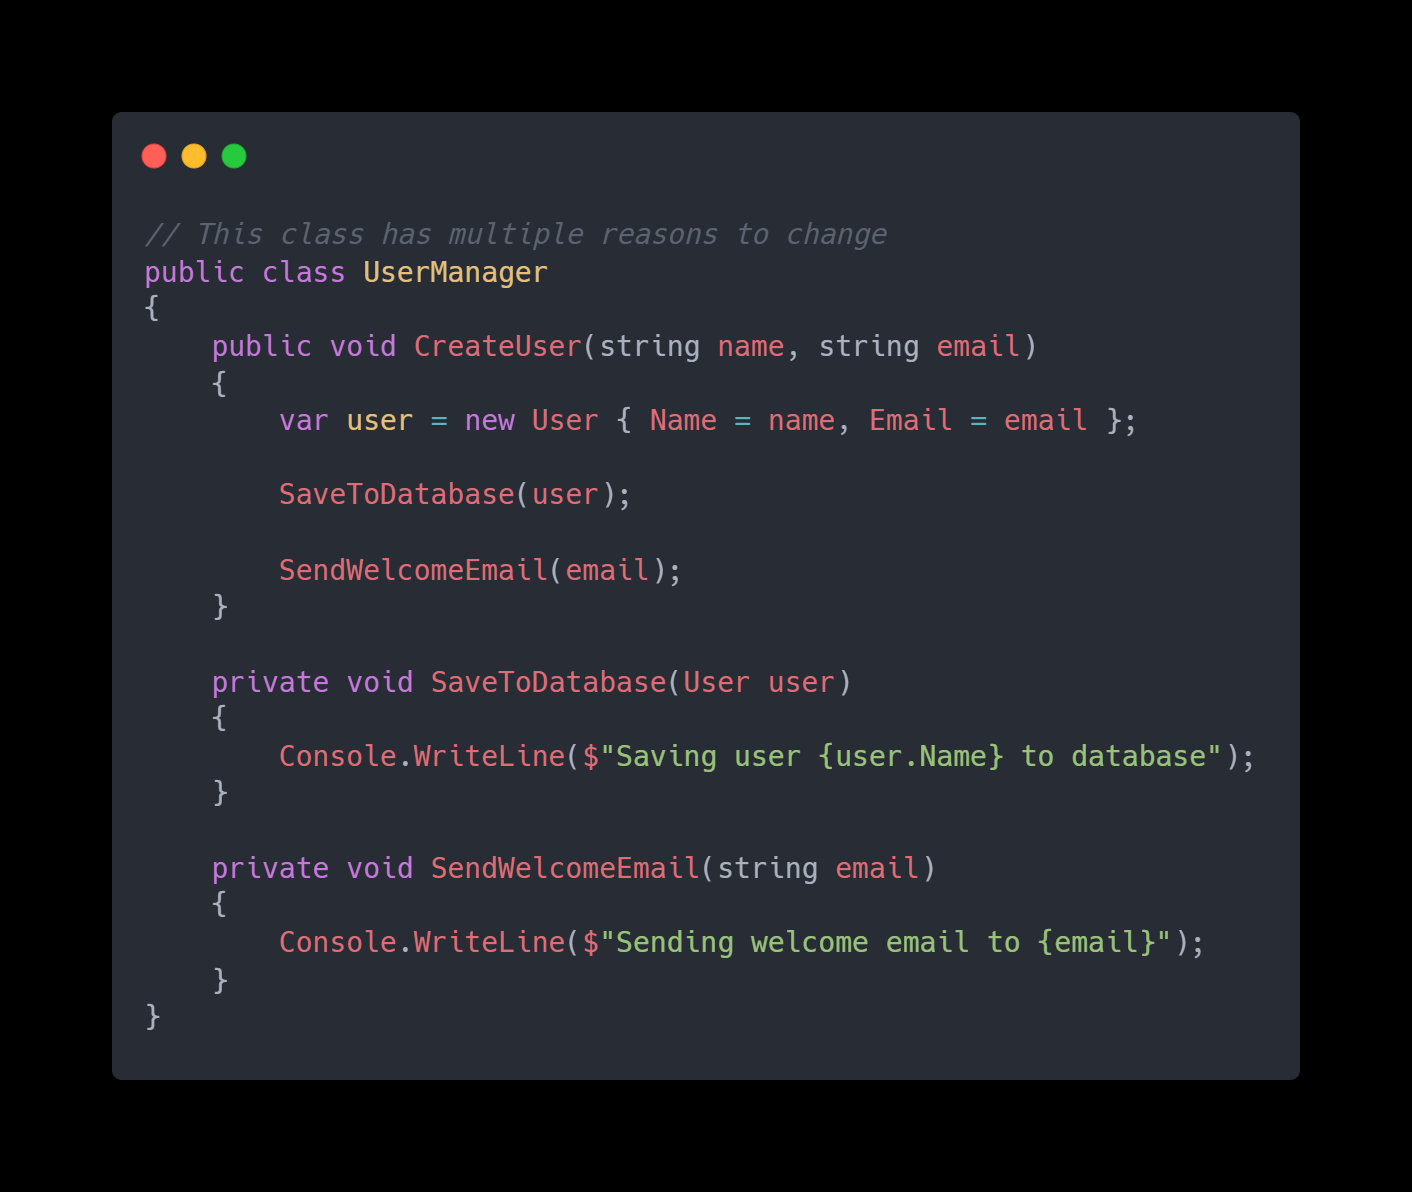 // This class has multiple reasons to change
public class UserManager
{
    public void CreateUser(string name, string email)
    {
        var user = new User { Name = name, Email = email };

        SaveToDatabase(user);

        SendWelcomeEmail(email);
    }

    private void SaveToDatabase(User user)
    {
        Console.WriteLine($"Saving user {user.Name} to database");
    }

    private void SendWelcomeEmail(string email)
    {
        Console.WriteLine($"Sending welcome email to {email}");
    }
}